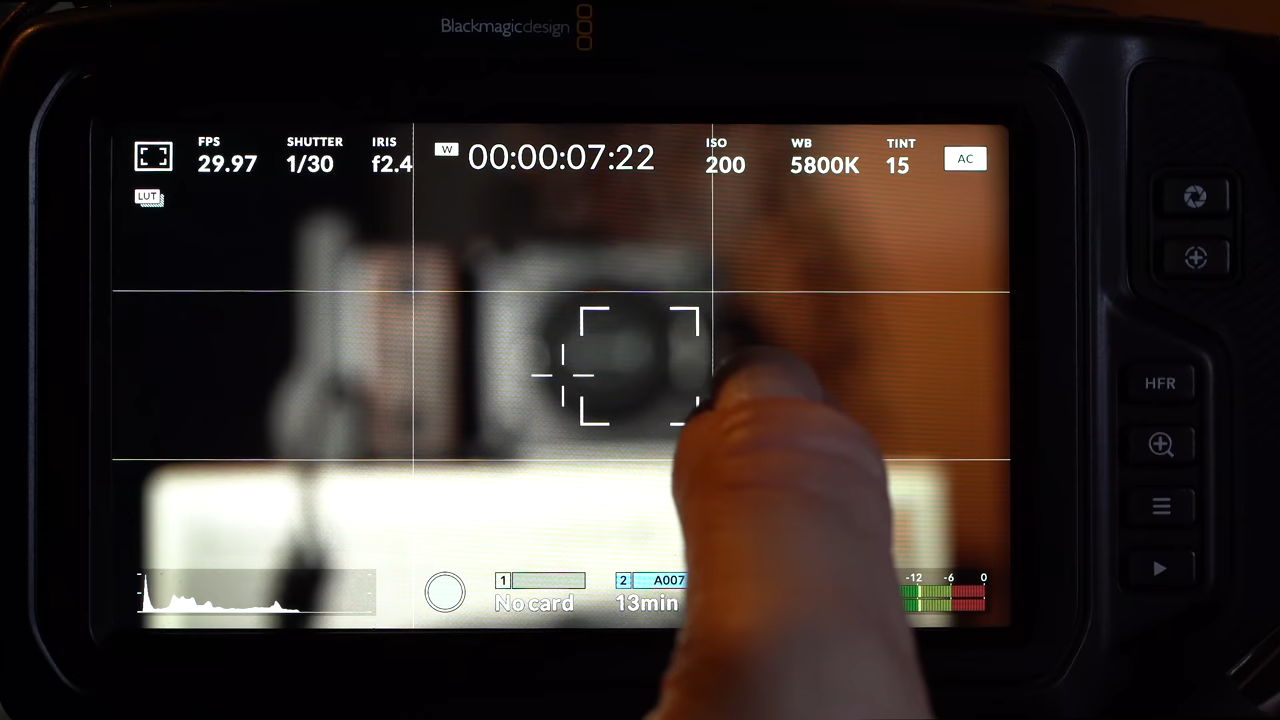 Blackmagicdesign
FPS SHUTTER IRIS
29.97 1/30 f2.4
W 00:00:07:22
ISO WB TINT
200 5800K 15
AC
LUT
HFR
1
No card
2 A007
13min
-12 -6 0